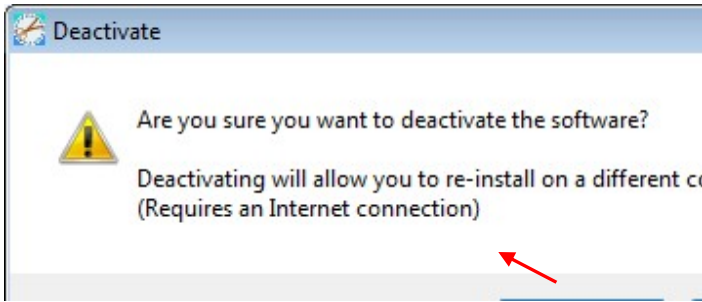 Deactivate
Are you sure you want to deactivate the software?
Deactivating will allow you to re-install on a different
(Requires an Internet connection)